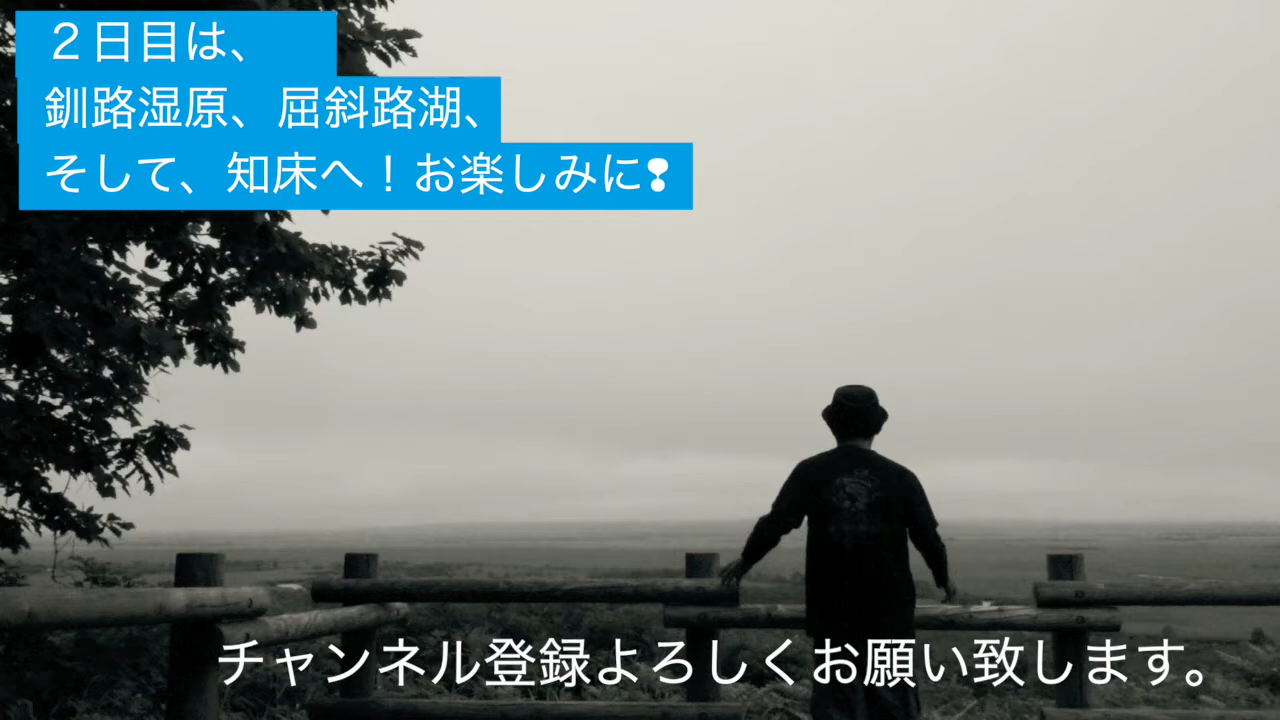 ２日目は、
釧路湿原、屈斜路湖、
そして、知床へ！お楽しみに❣
チャンネル登録よろしくお願い致します。